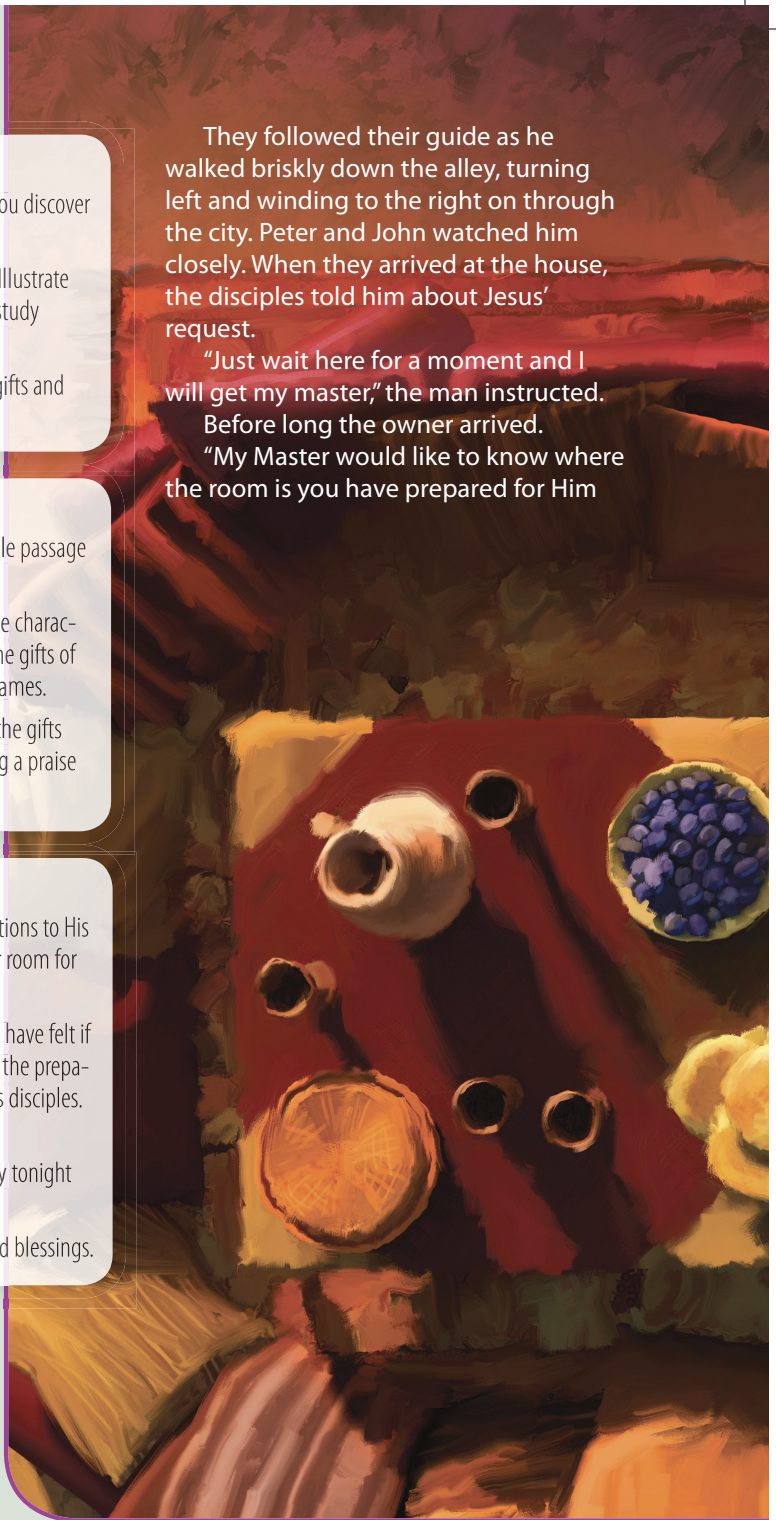 ou discover
Illustrate
study
gifts and
le passage
e charac-
he gifts of
ames.
the gifts
g a praise
tions to His
r room for
have felt if
the prepa-
s disciples.
y tonight
d blessings.
They followed their guide as he
walked briskly down the alley, turning
left and winding to the right on through
the city. Peter and John watched him
closely. When they arrived at the house,
the disciples told him about Jesus’
request.
“Just wait here for a moment and I
will get my master,” the man instructed.
Before long the owner arrived.
“My Master would like to know where
the room is you have prepared for Him